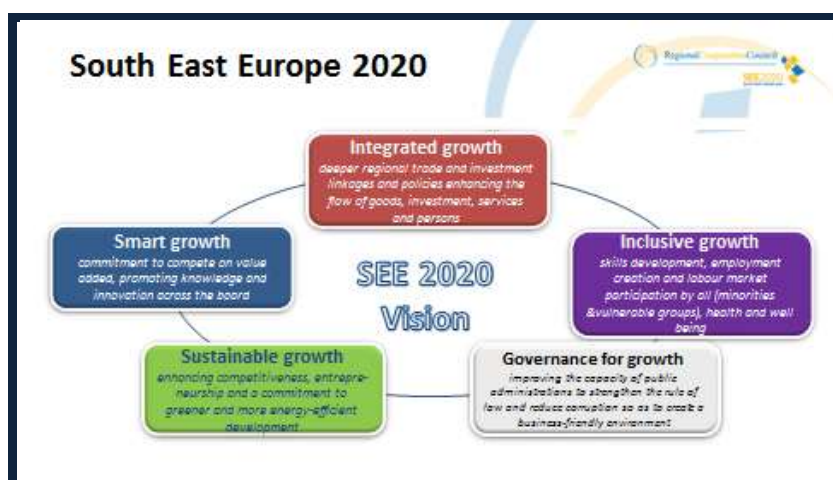 South East Europe 2020
Regional Cooperation Council
SEE2020
Integrated growth
deeper regional trade and investment
linkages and policies enhancing the
flow of goods, investment, services
and persons
Smart growth
commitment to compete on value
added, promoting knowledge and
innovation across the board
Inclusive growth
skills development, employment
creation and labour market
participation by all (minorities
&vulnerable groups), health and well
being
SEE 2020
Vision
Sustainable growth
enhancing competitiveness, entrepre-
neurship and a commitment to
greener and more energy-efficient
development
Governance for growth
improving the capacity of public
administrations to strengthen the rule of
law and reduce corruption so as to create a
business-friendly environment